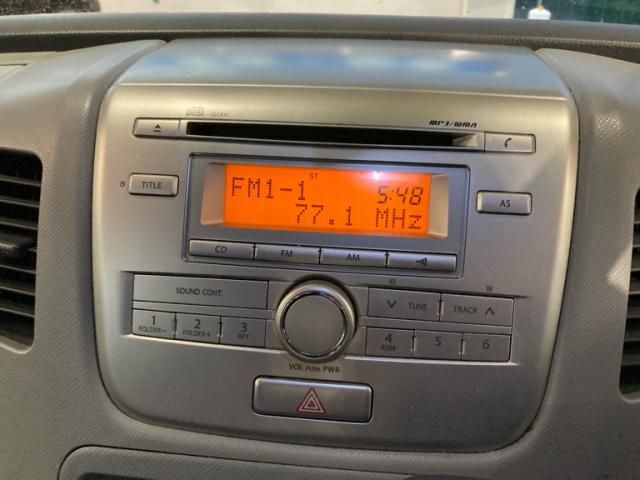 MP3/WMA
TITLE
ST
FM1-1 5:48
77.1 MHz
AS
CD FM AM
SOUND CONT.
TUNE TRACK
1 2 3
FOLDER- FOLDER+ RPT
4 5 6
RDM
VOL PUSH PWR